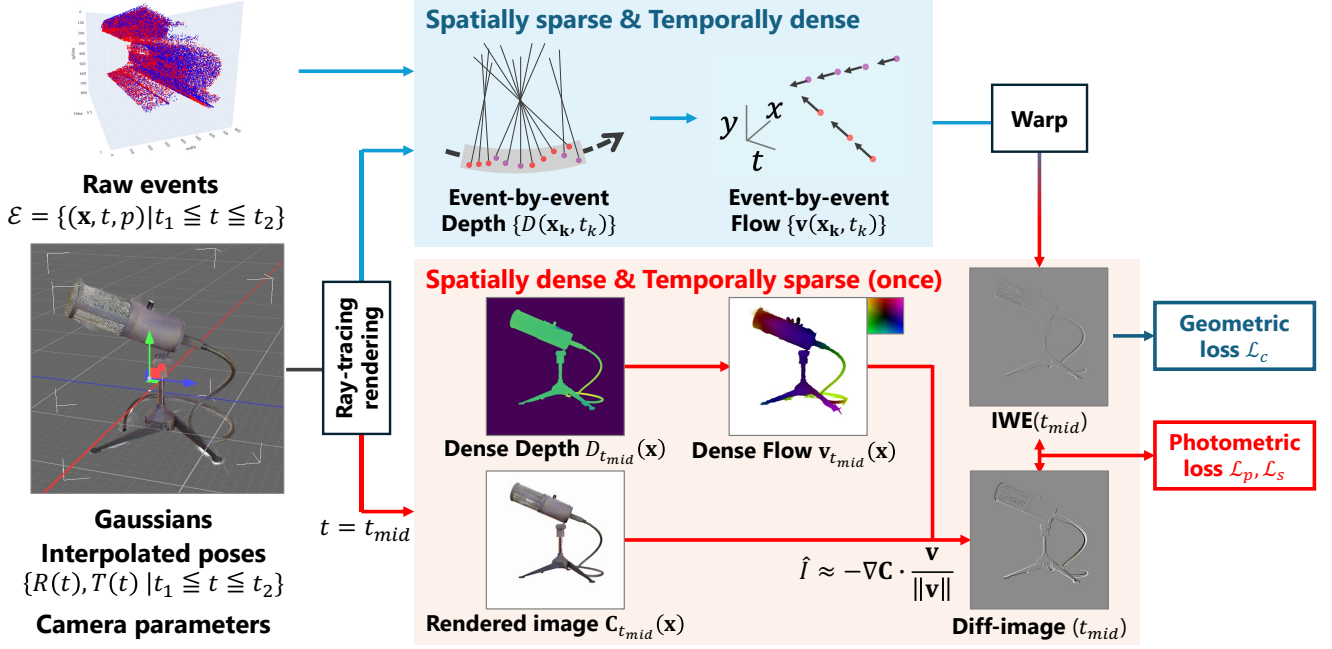 Spatially sparse & Temporally dense
Raw events
ℰ = {(𝐱, t, p)|t₁ ≦ t ≦ t₂}
Event-by-event
Depth {D(𝐱ₖ, tₖ)}
y
x
t
Event-by-event
Flow {𝐯(𝐱ₖ, tₖ)}
Warp
Ray-tracing
rendering
Gaussians
Interpolated poses
{R(t), T(t) |t₁ ≦ t ≦ t₂}
Camera parameters
t = t_mid
Spatially dense & Temporally sparse (once)
Dense Depth D_{t_mid}(𝐱)
Dense Flow 𝐯_{t_mid}(𝐱)
Rendered image 𝐂_{t_mid}(𝐱)
Î ≈ −∇𝐂 · 𝐯/‖𝐯‖
IWE(t_mid)
Diff-image (t_mid)
Geometric
loss ℒ_c
Photometric
loss ℒ_p, ℒ_s